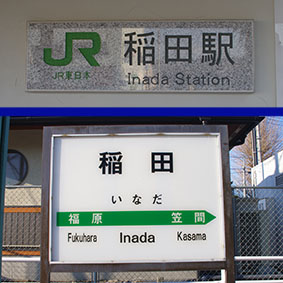 JR 稲田駅
JR東日本 Inada Station
稲田
いなだ
福原 笠間
Fukuhara Inada Kasama